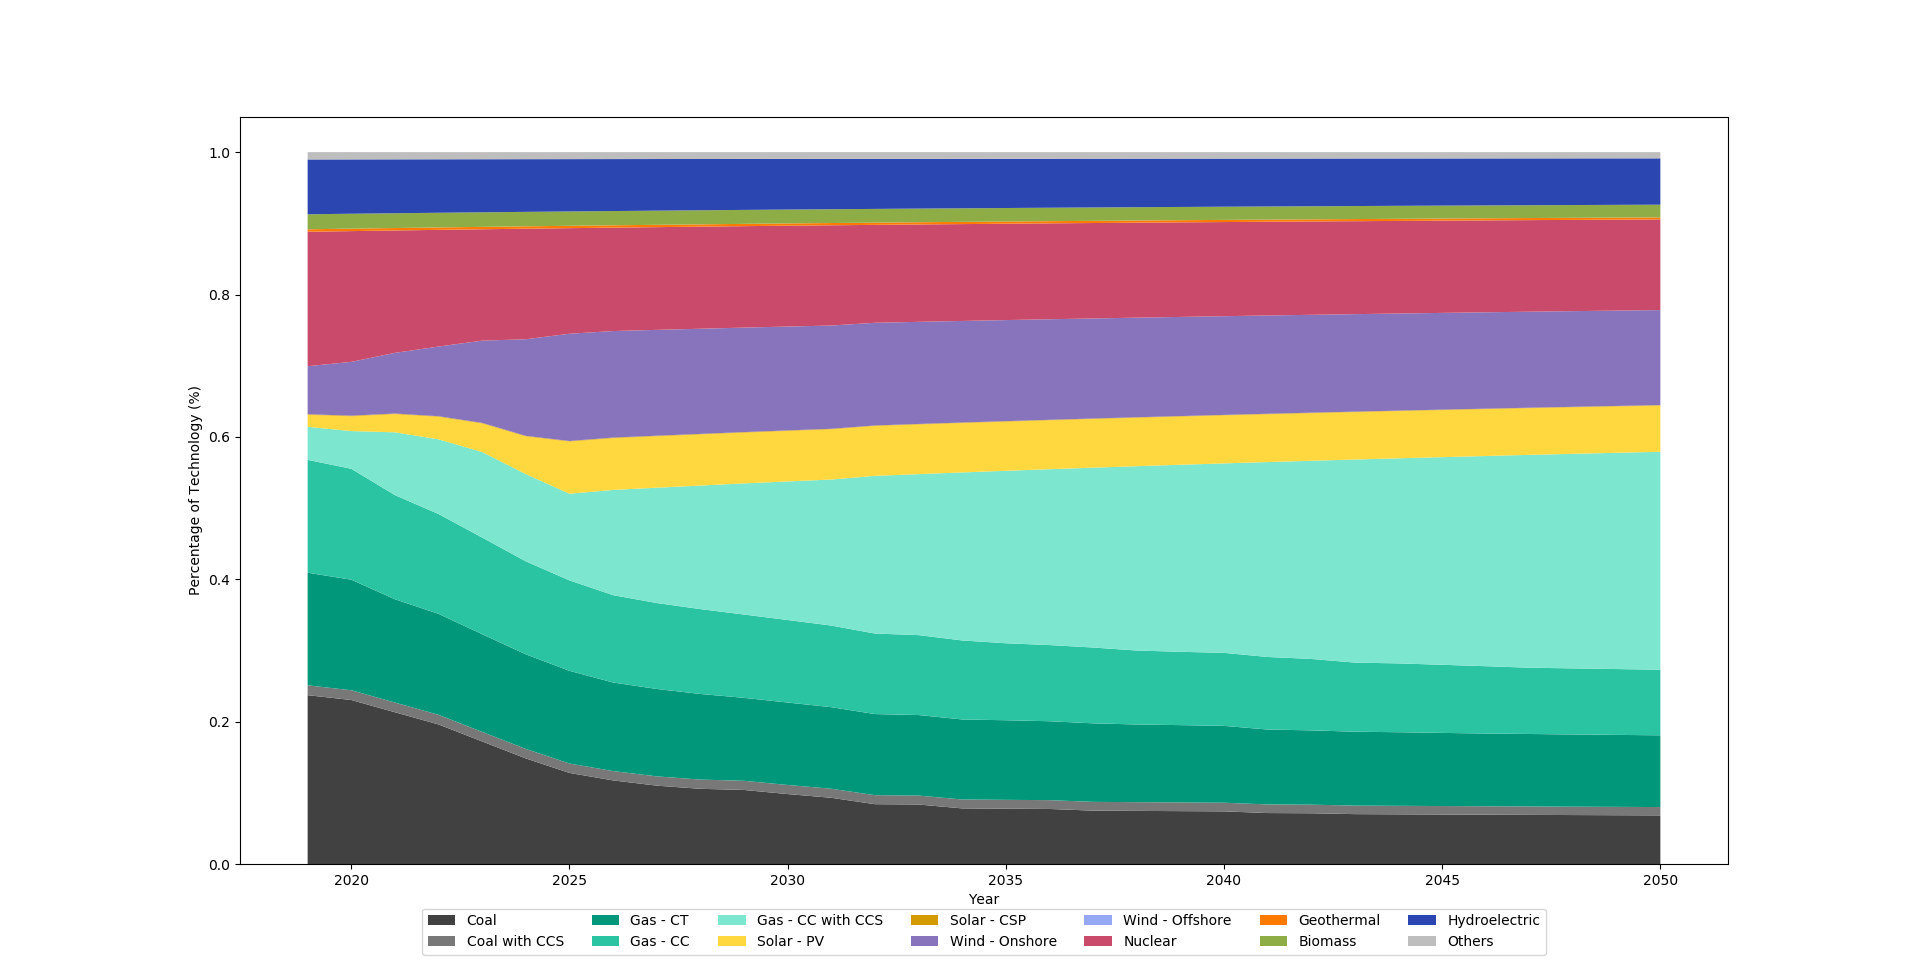 1.0
0.8
0.6
0.4
0.2
0.0
Percentage of Technology (%)
2020 2025 2030 2035 2040 2045 2050
Year
Coal Gas - CT Gas - CC with CCS Solar - CSP Wind - Offshore Geothermal Hydroelectric
Coal with CCS Gas - CC Solar - PV Wind - Onshore Nuclear Biomass Others